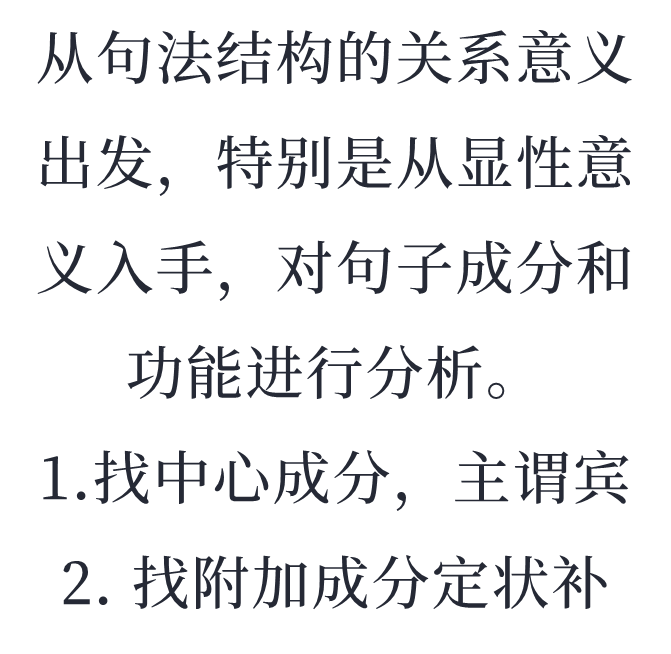 从句法结构的关系意义
出发，特别是从显性意
义入手，对句子成分和
功能进行分析。
1.找中心成分，主谓宾
2. 找附加成分定状补